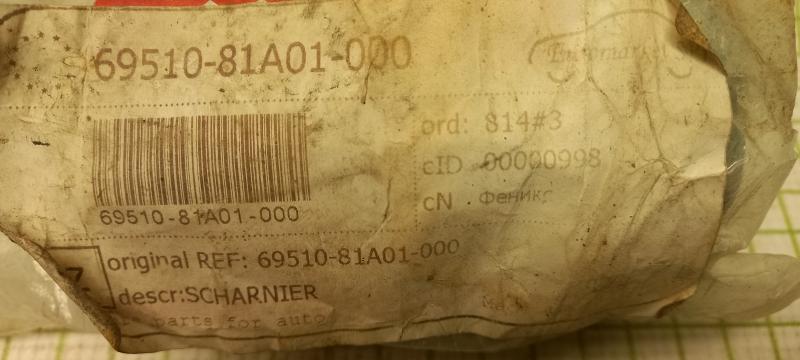 69510-81A01-000
Euromarket
ord: 814#3
cID 00000998
cN Феникс
69510-81A01-000
original REF: 69510-81A01-000
descr:SCHARNIER
parts for auto